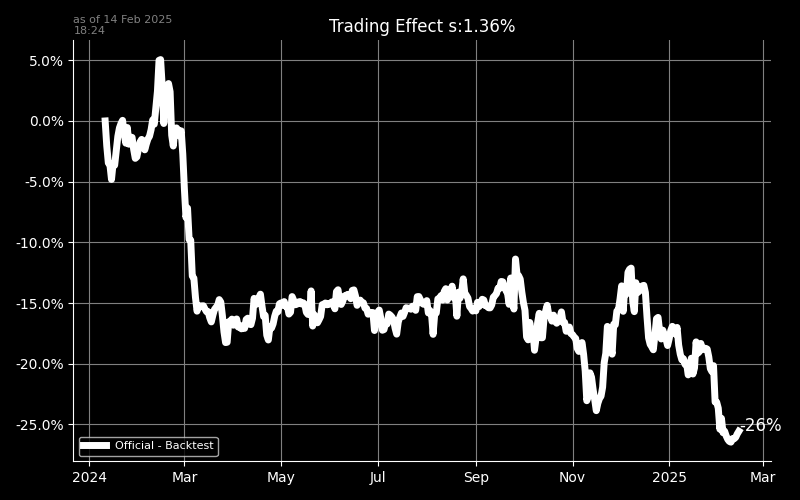 as of 14 Feb 2025
18:24
Trading Effect s:1.36%
5.0%
0.0%
-5.0%
-10.0%
-15.0%
-20.0%
-25.0%
-26%
Official - Backtest
2024 Mar May Jul Sep Nov 2025 Mar